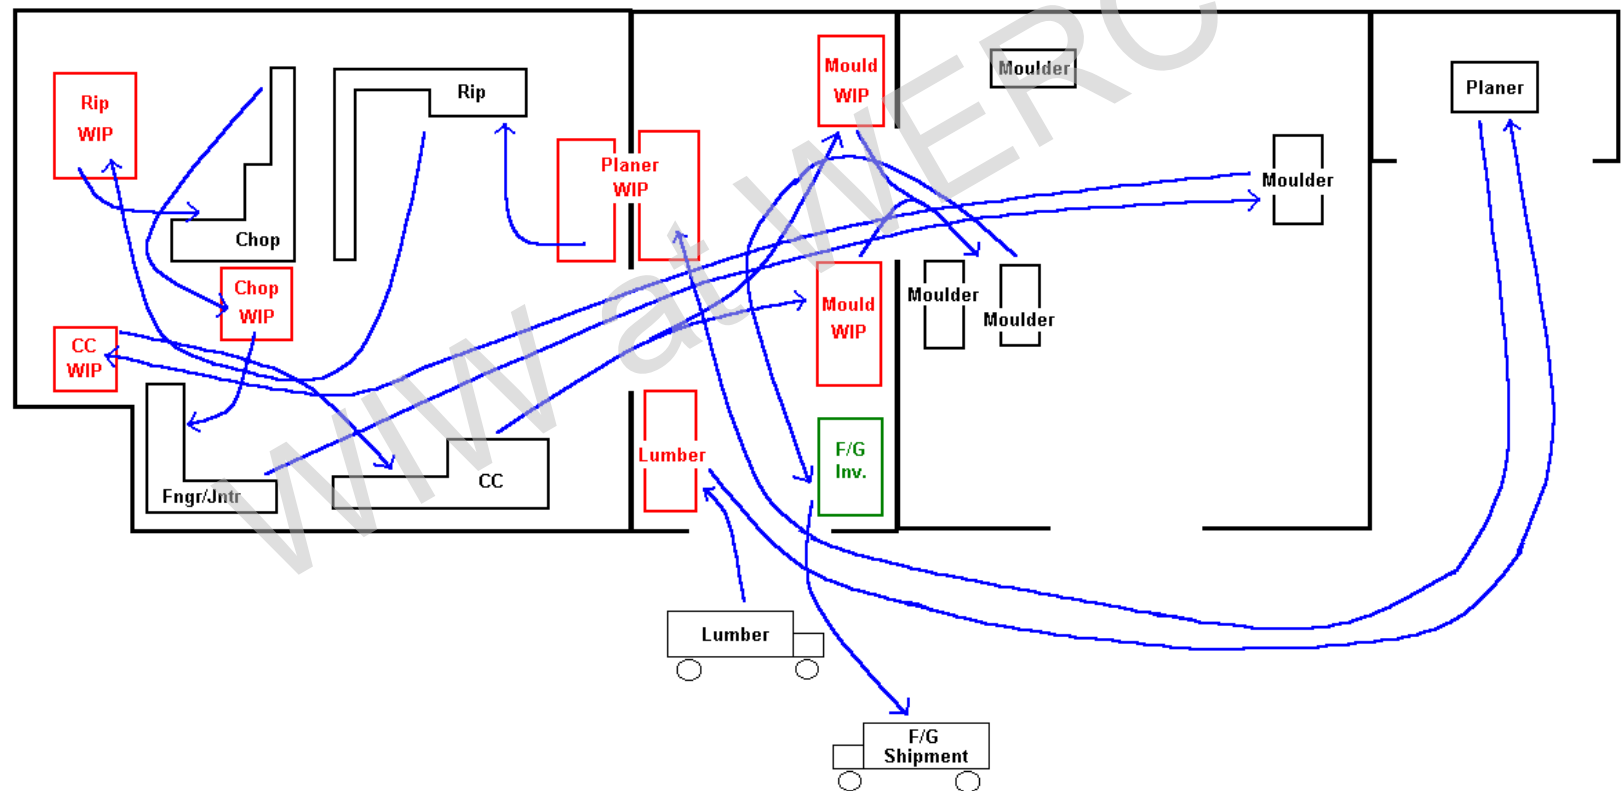 Rip
WIP
Chop
Rip
Planer
WIP
Mould
WIP
Moulder
Moulder
Planer
Chop
WIP
CC
WIP
Mould
WIP
Moulder
Moulder
Fngr/Jntr
CC
Lumber
F/G
Inv.
Lumber
F/G
Shipment
WIW at WERC